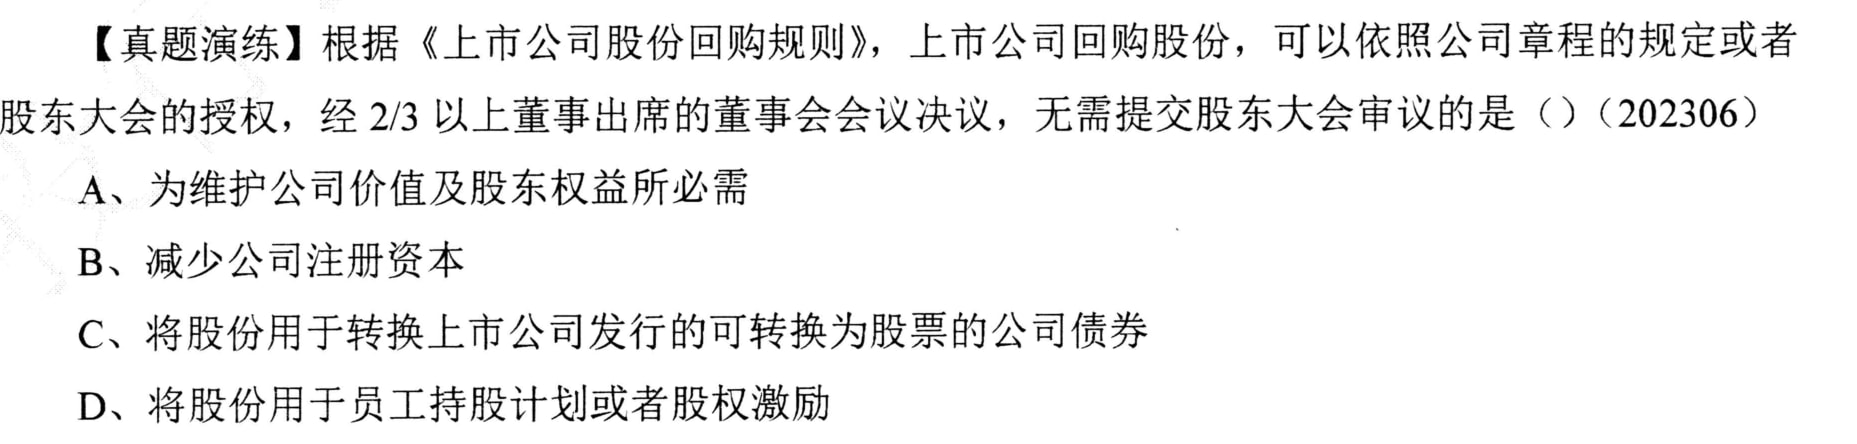 【真题演练】根据《上市公司股份回购规则》，上市公司回购股份，可以依照公司章程的规定或者
股东大会的授权，经 2/3 以上董事出席的董事会会议决议，无需提交股东大会审议的是（）（202306）
A、为维护公司价值及股东权益所必需
B、减少公司注册资本
C、将股份用于转换上市公司发行的可转换为股票的公司债券
D、将股份用于员工持股计划或者股权激励